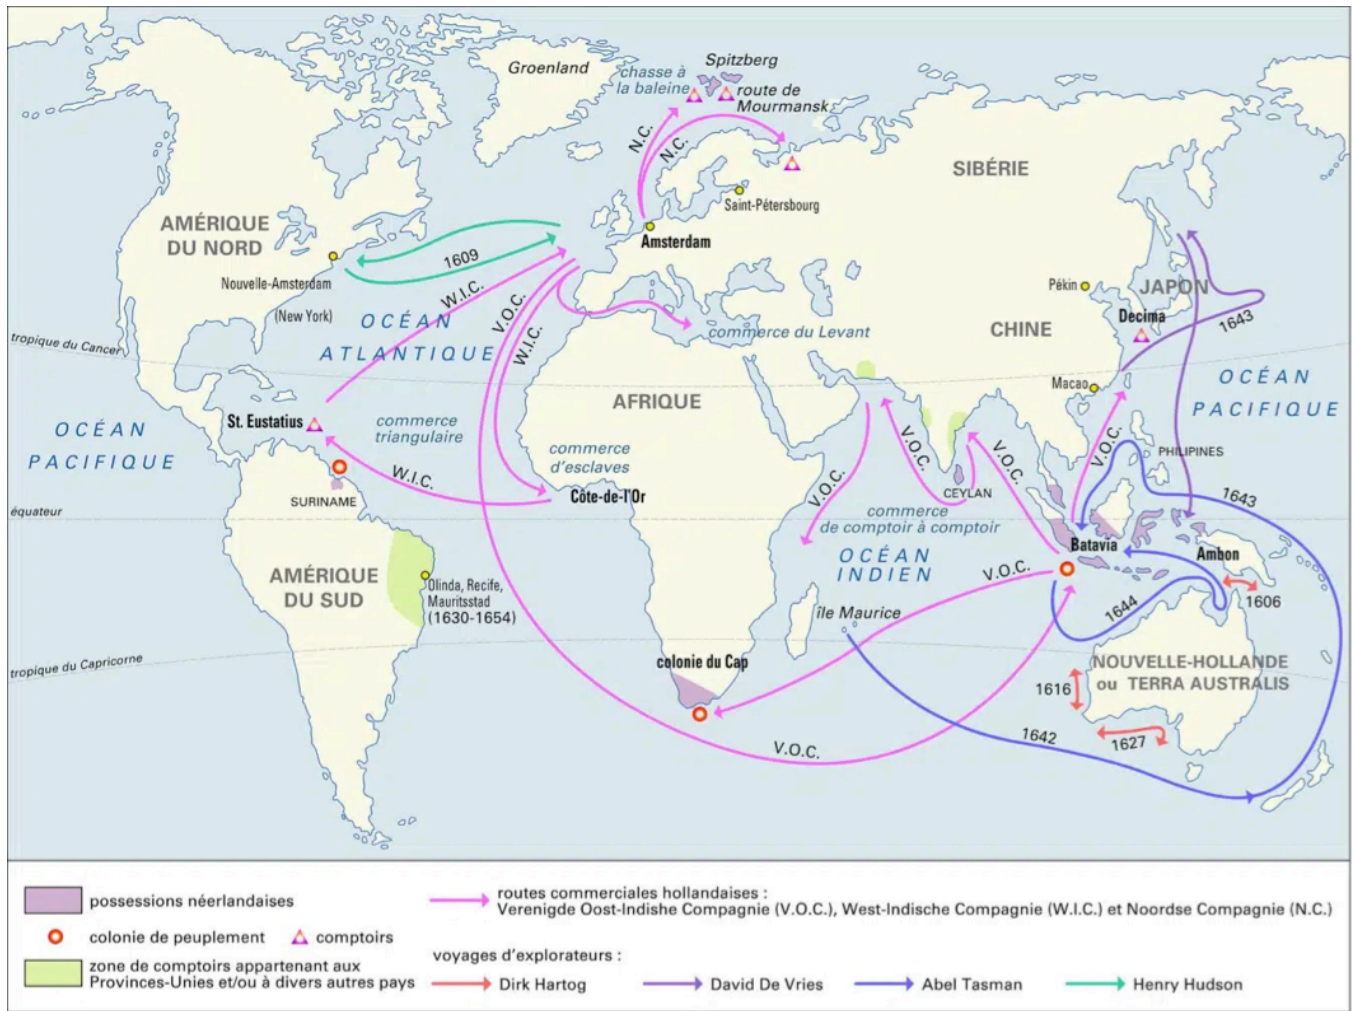 Groenland
chasse à
la baleine
Spitzberg
route de
Mourmansk
N.C.
N.C.
SIBÉRIE
Saint-Pétersbourg
Amsterdam
AMÉRIQUE
DU NORD
1609
Nouvelle-Amsterdam
(New York)
W.I.C.
V.O.C.
W.I.C.
OCÉAN
ATLANTIQUE
commerce du Levant
Pékin
JAPON
Decima
CHINE
1643
tropique du Cancer
Macao
OCÉAN
PACIFIQUE
AFRIQUE
OCÉAN
PACIFIQUE
St. Eustatius
commerce
triangulaire
commerce
d'esclaves
W.I.C.
Côte-de-l'Or
SURINAME
V.O.C.
V.O.C.
V.O.C.
V.O.C.
PHILIPINES
CEYLAN
1643
équateur
commerce
de comptoir à comptoir
OCÉAN
INDIEN
Batavia
Ambon
V.O.C.
AMÉRIQUE
DU SUD
Olinda, Recife,
Mauritsstad
(1630-1654)
île Maurice
1644
1606
tropique du Capricorne
colonie du Cap
NOUVELLE-HOLLANDE
ou TERRA AUSTRALIS
1616
1642
1627
V.O.C.
possessions néerlandaises
colonie de peuplement
comptoirs
zone de comptoirs appartenant aux
Provinces-Unies et/ou à divers autres pays
routes commerciales hollandaises :
Verenigde Oost-Indishe Compagnie (V.O.C.), West-Indische Compagnie (W.I.C.) et Noordse Compagnie (N.C.)
voyages d'explorateurs :
Dirk Hartog
David De Vries
Abel Tasman
Henry Hudson